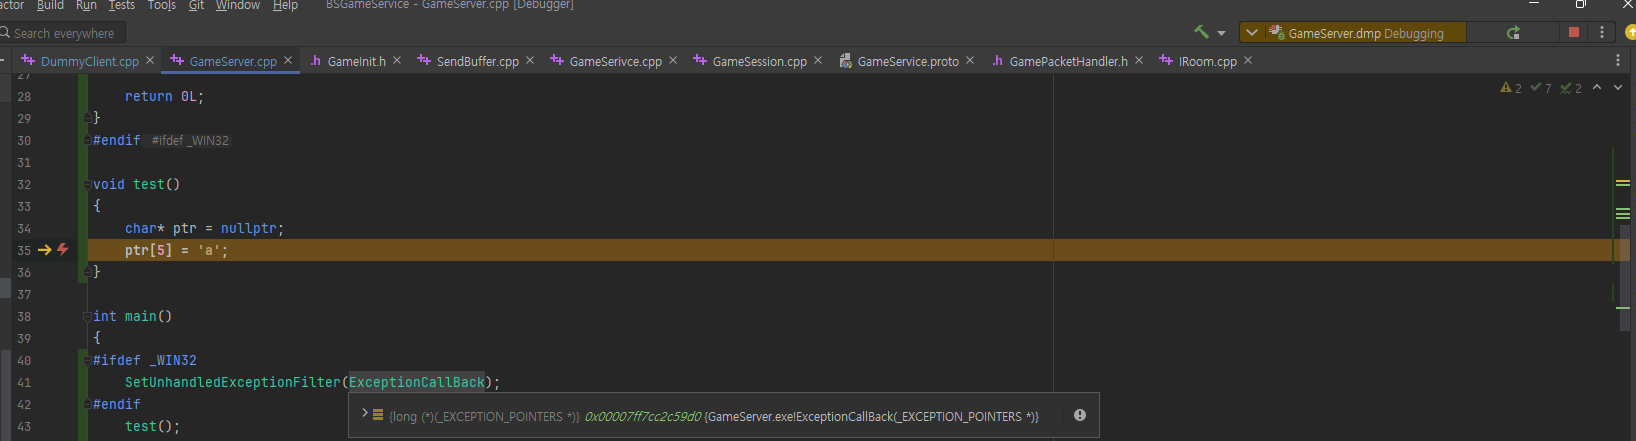 actor Build Run Tests Tools Git Window Help BSGameService - GameServer.cpp [Debugger]
Search everywhere GameServer.dmp Debugging
DummyClient.cpp GameServer.cpp .h GameInit.h SendBuffer.cpp GameSerivce.cpp GameSession.cpp GameService.proto .h GamePacketHandler.h IRoom.cpp
27
28 return 0L; 2 7 2
29 }
30 #endif #ifdef _WIN32
31
32 void test()
33 {
34 char* ptr = nullptr;
35 ptr[5] = 'a';
36 }
37
38 int main()
39 {
40 #ifdef _WIN32
41 SetUnhandledExceptionFilter(ExceptionCallBack);
42 #endif {long (*)(_EXCEPTION_POINTERS *)} 0x00007ff7cc2c59d0 {GameServer.exe!ExceptionCallBack(_EXCEPTION_POINTERS *)}
43 test();